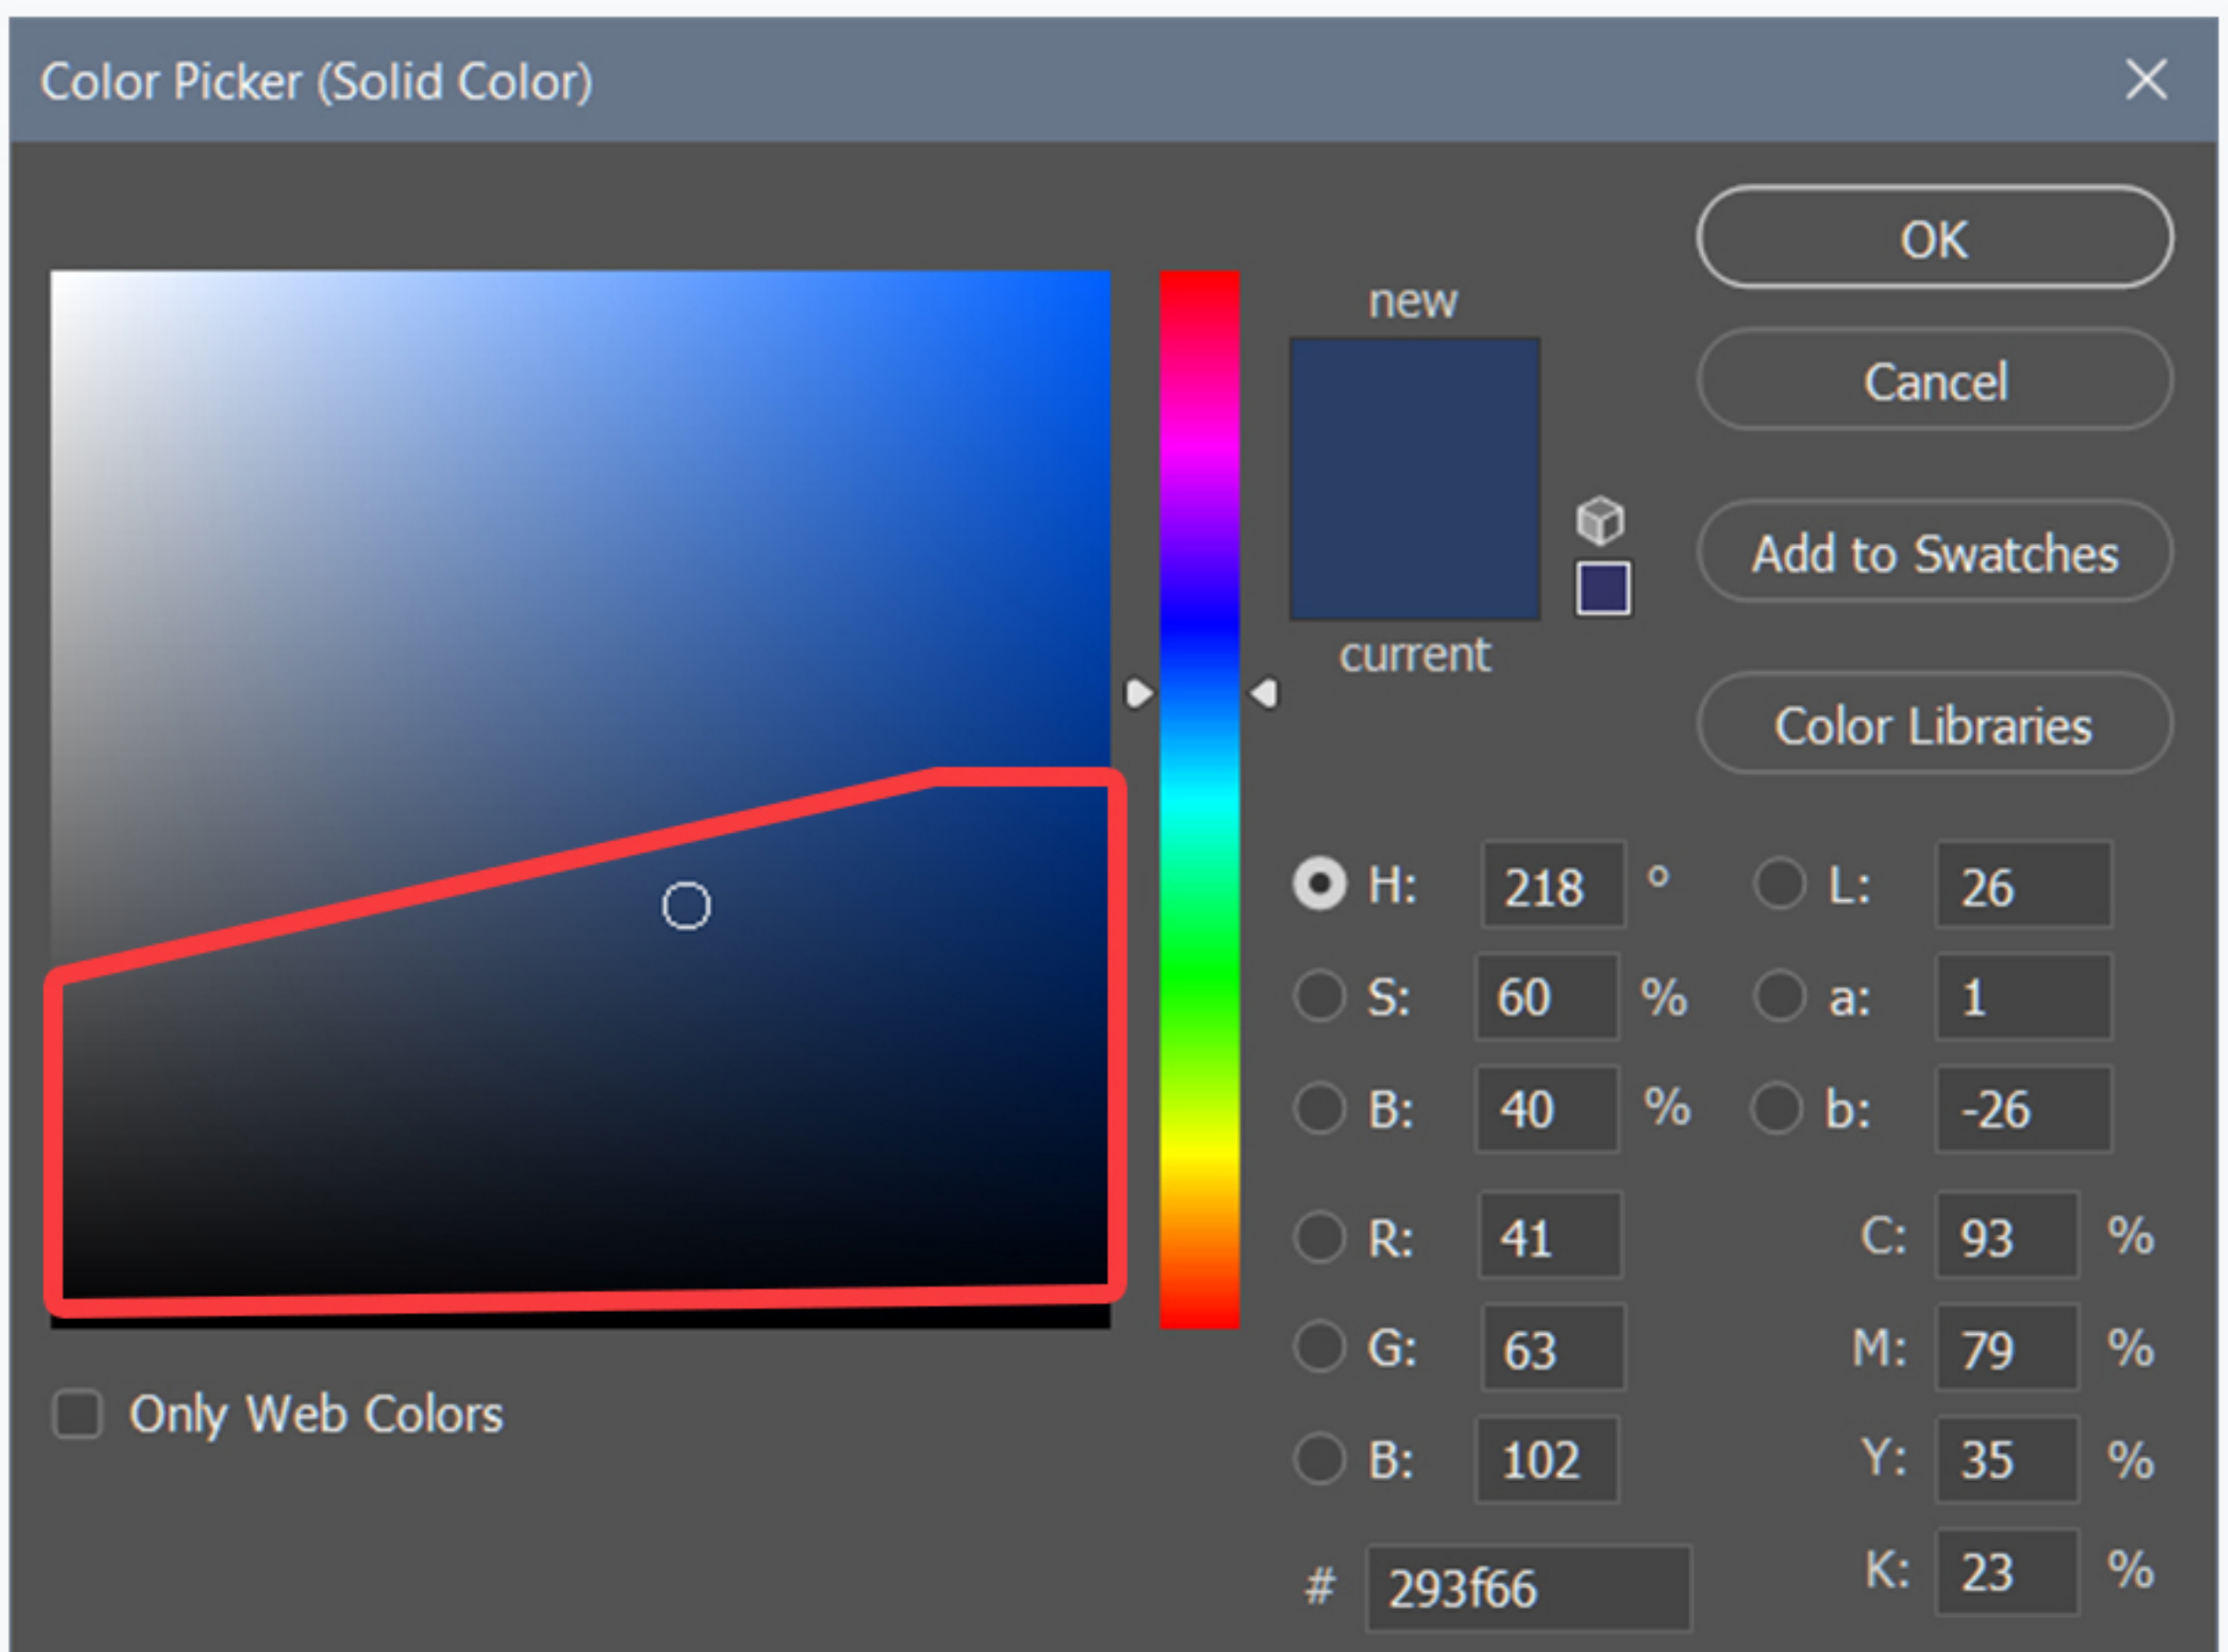 Color Picker (Solid Color)
OK
new
Cancel
Add to Swatches
current
Color Libraries
H: 218 ° L: 26
S: 60 % a: 1
B: 40 % b: -26
R: 41 C: 93 %
G: 63 M: 79 %
Only Web Colors
B: 102 Y: 35 %
# 293f66 K: 23 %